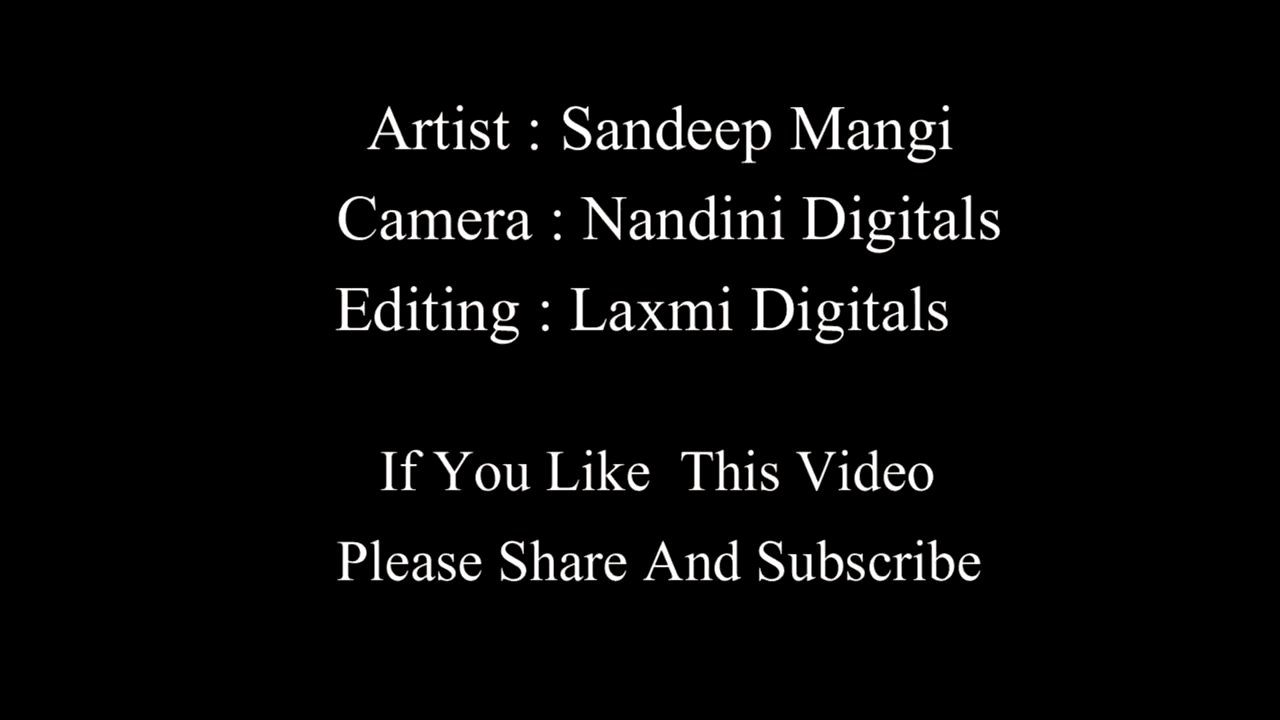 Artist : Sandeep Mangi
Camera : Nandini Digitals
Editing : Laxmi Digitals
If You Like  This Video
Please Share And Subscribe